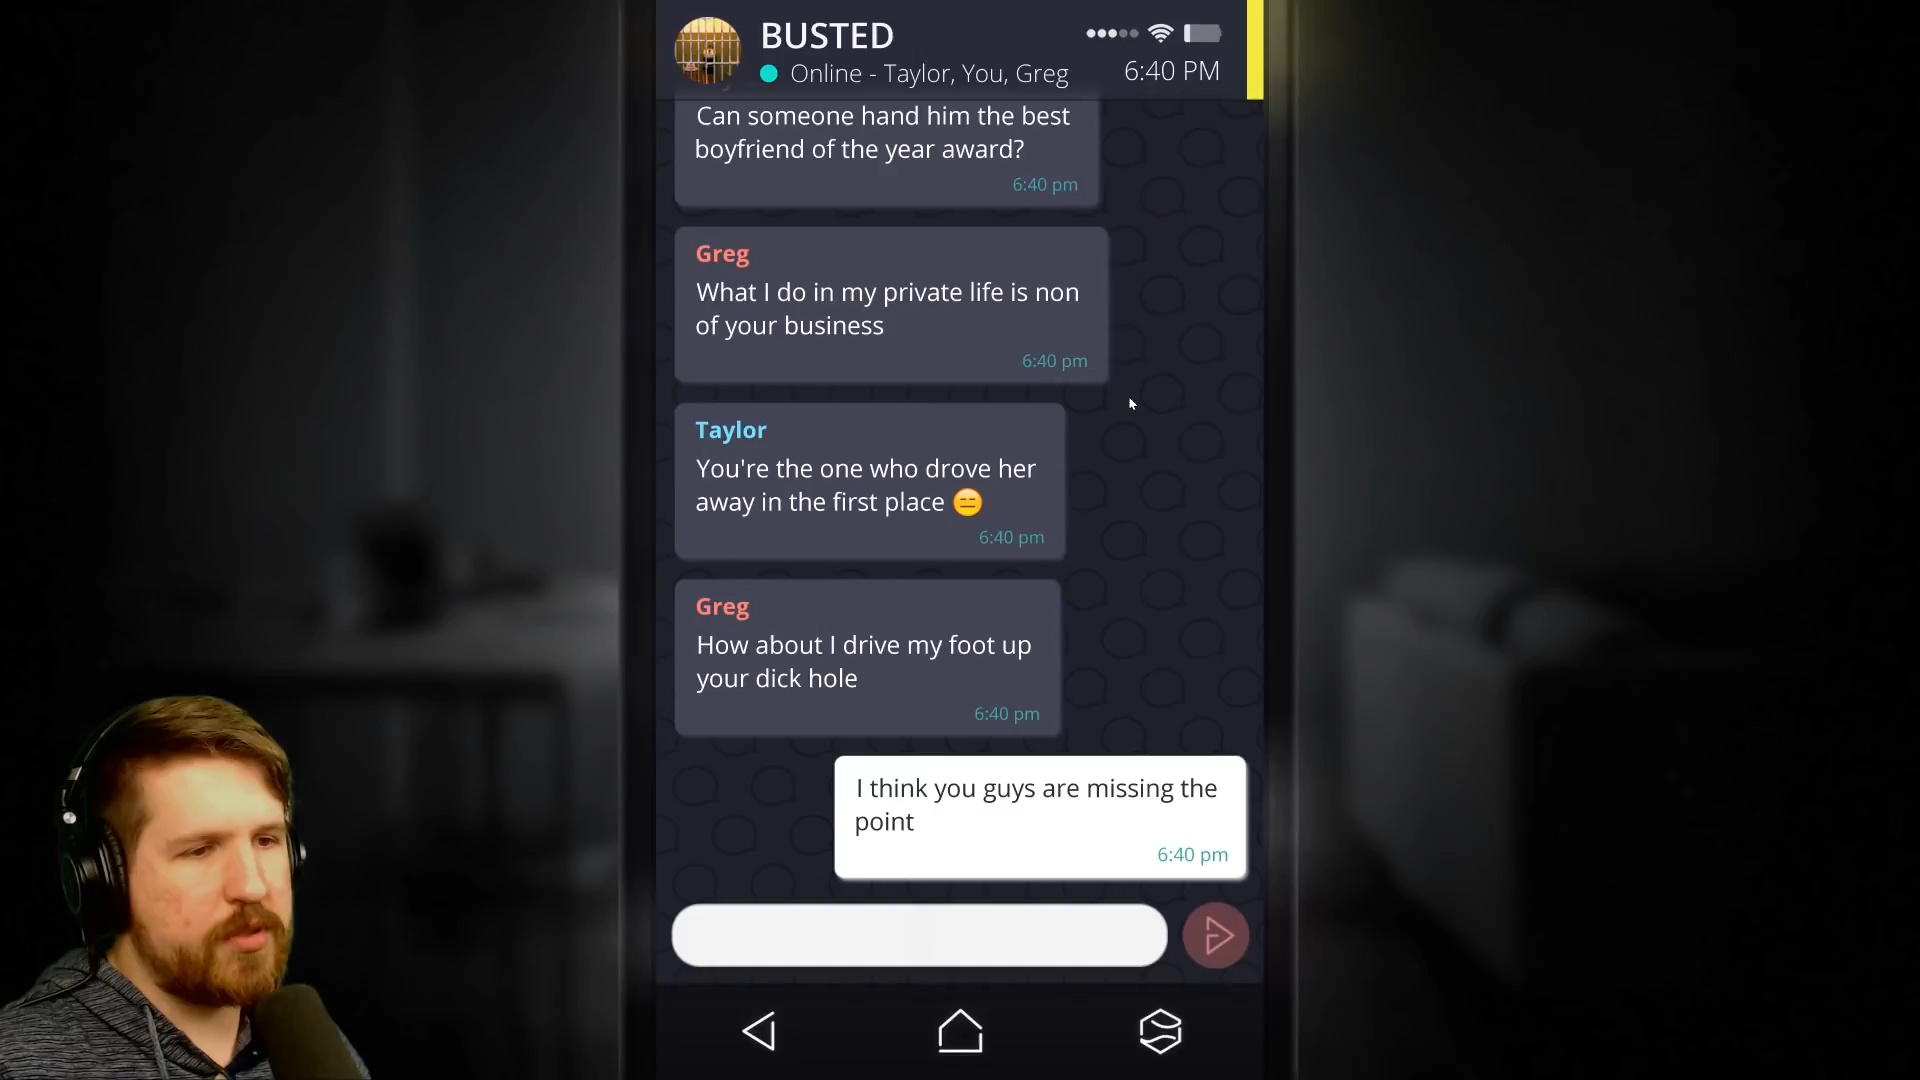 BUSTED
Online - Taylor, You, Greg
6:40 PM
Can someone hand him the best
boyfriend of the year award?
6:40 pm
Greg
What I do in my private life is non
of your business
6:40 pm
Taylor
You're the one who drove her
away in the first place 😑
6:40 pm
Greg
How about I drive my foot up
your dick hole
6:40 pm
I think you guys are missing the
point
6:40 pm